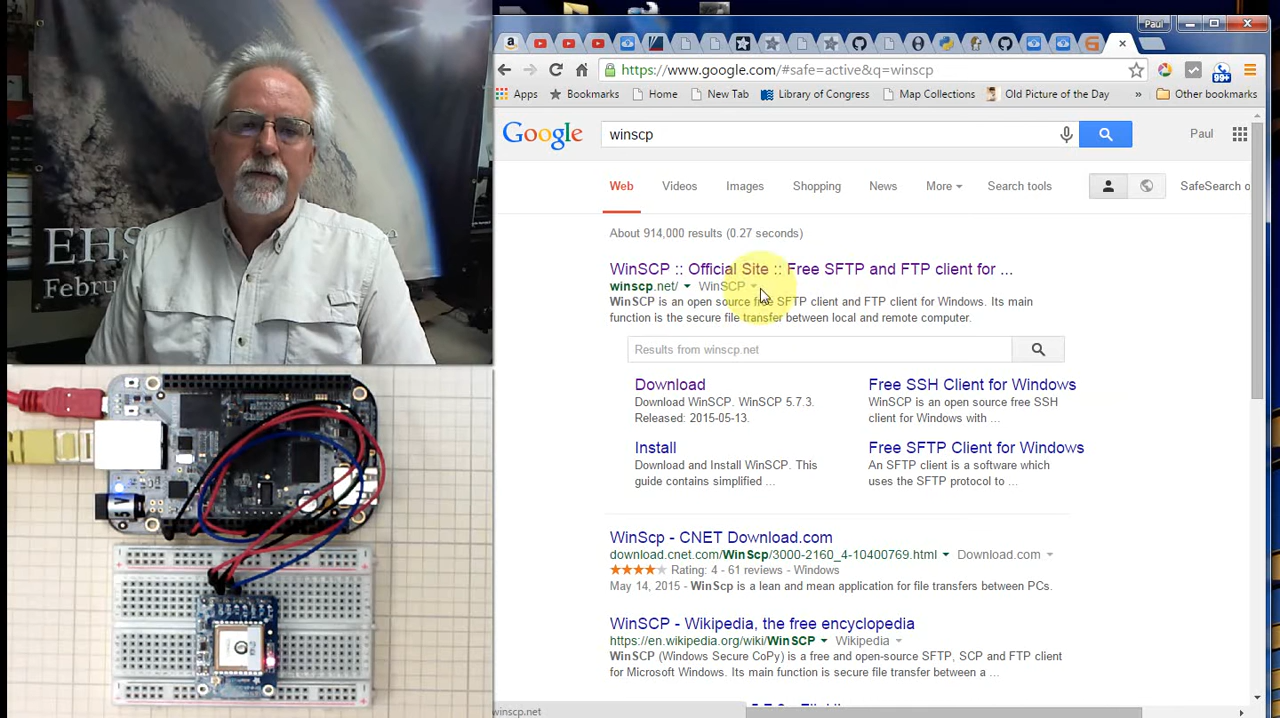 EHS
Februa
Paul
https://www.google.com/#safe=active&q=winscp
99+
Apps Bookmarks Home New Tab Library of Congress Map Collections Old Picture of the Day » Other bookmarks
Google winscp Paul
Web Videos Images Shopping News More Search tools SafeSearch o
About 914,000 results (0.27 seconds)
WinSCP :: Official Site :: Free SFTP and FTP client for ...
winscp.net/ WinSCP
WinSCP is an open source free SFTP client and FTP client for Windows. Its main
function is the secure file transfer between local and remote computer.
Results from winscp.net
Download
Download WinSCP. WinSCP 5.7.3.
Released: 2015-05-13.
Free SSH Client for Windows
WinSCP is an open source free SSH
client for Windows with ...
Install
Download and Install WinSCP. This
guide contains simplified ...
Free SFTP Client for Windows
An SFTP client is a software which
uses the SFTP protocol to ...
WinScp - CNET Download.com
download.cnet.com/WinScp/3000-2160_4-10400769.html Download.com
Rating: 4 - 61 reviews - Windows
May 14, 2015 - WinScp is a lean and mean application for file transfers between PCs.
WinSCP - Wikipedia, the free encyclopedia
https://en.wikipedia.org/wiki/WinSCP Wikipedia
WinSCP (Windows Secure CoPy) is a free and open-source SFTP, SCP and FTP client
for Microsoft Windows. Its main function is secure file transfer between a ...
winscp.net